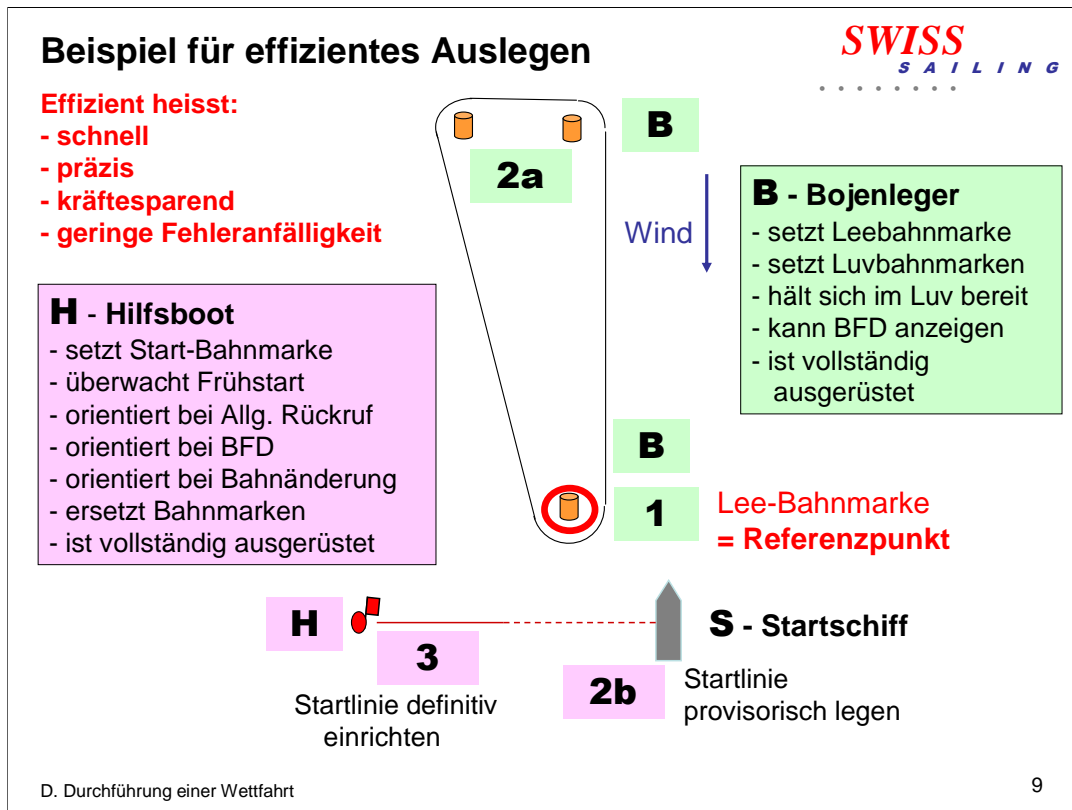 Beispiel für effizientes Auslegen
SWISS
SAILING
Effizient heisst:
- schnell
- präzis
- kräftesparend
- geringe Fehleranfälligkeit
B
2a
Wind
B - Bojenleger
- setzt Leebahnmarke
- setzt Luvbahnmarken
- hält sich im Luv bereit
- kann BFD anzeigen
- ist vollständig
ausgerüstet
H - Hilfsboot
- setzt Start-Bahnmarke
- überwacht Frühstart
- orientiert bei Allg. Rückruf
- orientiert bei BFD
- orientiert bei Bahnänderung
- ersetzt Bahnmarken
- ist vollständig ausgerüstet
B
1
Lee-Bahnmarke
= Referenzpunkt
H
S - Startschiff
3
Startlinie definitiv
einrichten
2b
Startlinie
provisorisch legen
D. Durchführung einer Wettfahrt
9